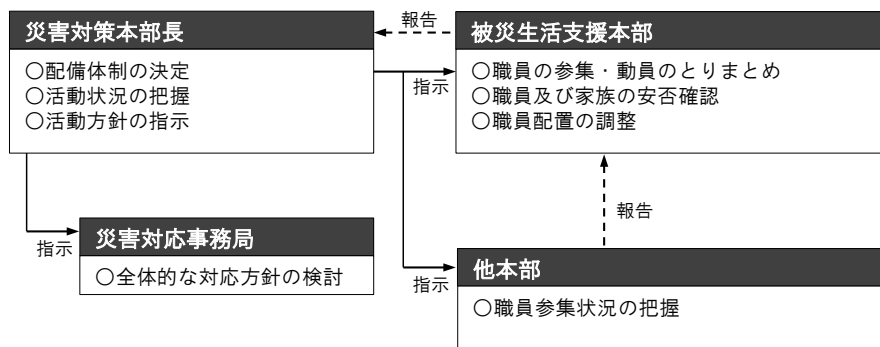 災害対策本部長
○配備体制の決定
○活動状況の把握
○活動方針の指示
報告
指示
被災生活支援本部
○職員の参集・動員のとりまとめ
○職員及び家族の安否確認
○職員配置の調整
指示
災害対応事務局
○全体的な対応方針の検討
報告
指示
他本部
○職員参集状況の把握